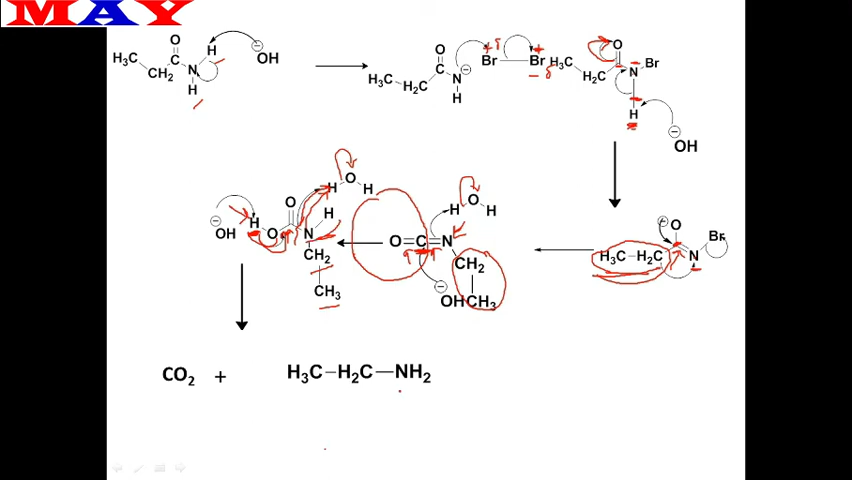 MAY
H₃C CH₂ O N H H ⊖OH
H₃C H₂C O N⊖ H +δ Br Br + −δ
H₃C H₂C O N Br H ⊖OH
H₃C−H₂C ⊖ O N Br
O=C=N CH₂ CH₃ ⊖OH H O H
⊖OH H O O N H CH₂ CH₃ H O H
CO₂ + H₃C−H₂C−NH₂